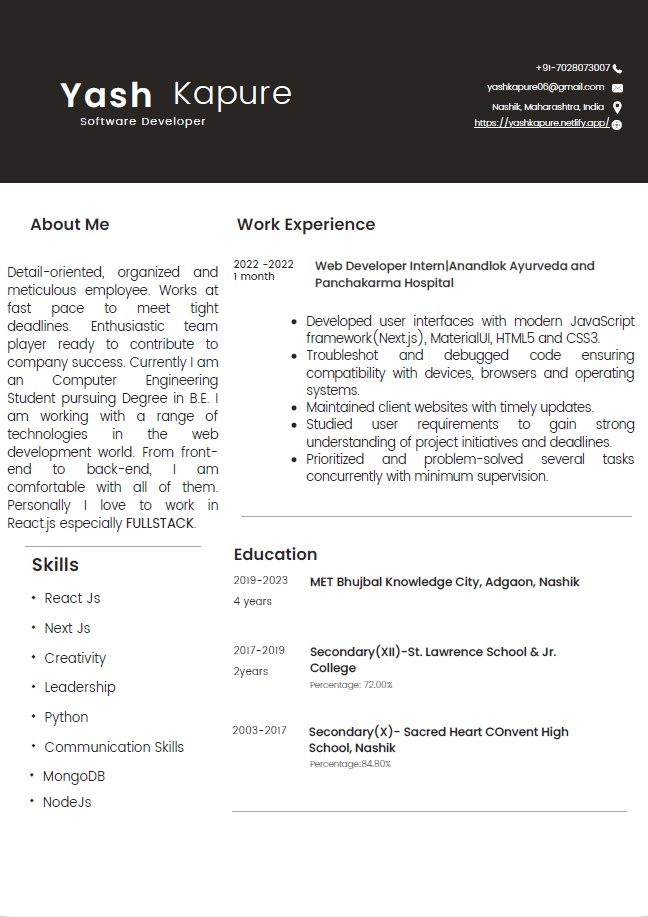 Yash Kapure
Software Developer
+91-7028073007
yashkapure06@gmail.com
Nashik, Maharashtra, India
https://yashkapure.netlify.app/
About Me
Detail-oriented, organized and
meticulous employee. Works at
fast pace to meet tight
deadlines. Enthusiastic team
player ready to contribute to
company success. Currently I am
an Computer Engineering
Student pursuing Degree in B.E. I
am working with a range of
technologies in the web
development world. From front-
end to back-end, I am
comfortable with all of them.
Personally I love to work in
React.js especially FULLSTACK.
Skills
React Js
Next Js
Creativity
Leadership
Python
Communication Skills
MongoDB
NodeJs
Work Experience
2022 -2022
1 month
Web Developer Intern|Anandlok Ayurveda and
Panchakarma Hospital
• Developed user interfaces with modern JavaScript
framework(Next.js), MaterialUI, HTML5 and CSS3.
• Troubleshot and debugged code ensuring
compatibility with devices, browsers and operating
systems.
• Maintained client websites with timely updates.
• Studied user requirements to gain strong
understanding of project initiatives and deadlines.
• Prioritized and problem-solved several tasks
concurrently with minimum supervision.
Education
2019-2023
4 years
MET Bhujbal Knowledge City, Adgaon, Nashik
2017-2019
2years
Secondary(XII)-St. Lawrence School & Jr.
College
Percentage: 72.00%
2003-2017
Secondary(X)- Sacred Heart COnvent High
School, Nashik
Percentage:84.80%